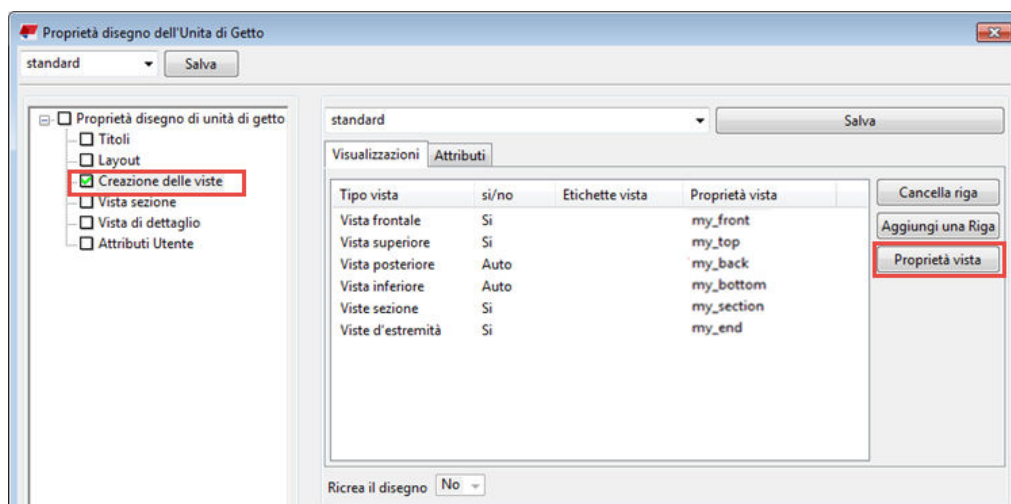 Proprietà disegno dell'Unita di Getto
standard Salva
Proprietà disegno di unità di getto
Titoli
Layout
Creazione delle viste
Vista sezione
Vista di dettaglio
Attributi Utente
standard Salva
Visualizzazioni Attributi
Tipo vista si/no Etichette vista Proprietà vista
Vista frontale Si my_front
Vista superiore Si my_top
Vista posteriore Auto my_back
Vista inferiore Auto my_bottom
Viste sezione Si my_section
Viste d'estremità Si my_end
Cancella riga
Aggiungi una Riga
Proprietà vista
Ricrea il disegno No